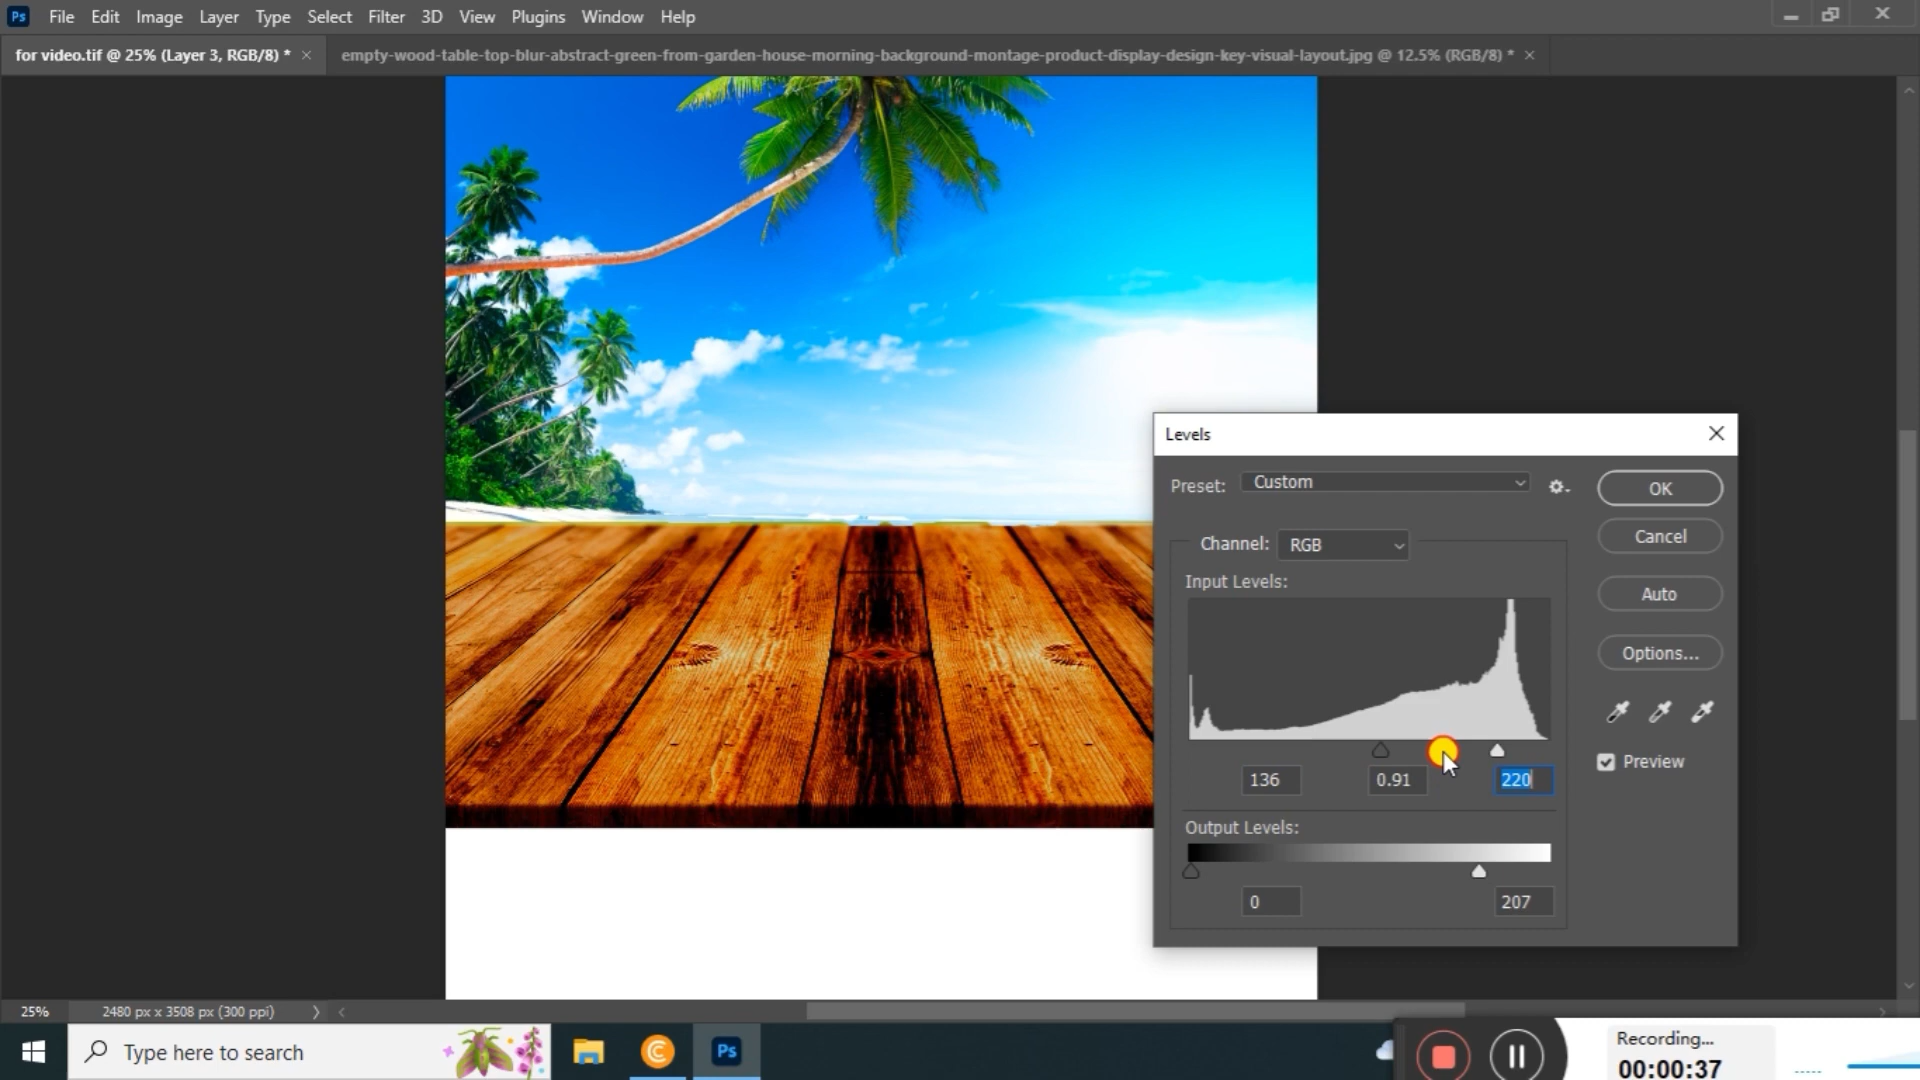 Ps File Edit Image Layer Type Select Filter 3D View Plugins Window Help
for video.tif @ 25% (Layer 3, RGB/8) * × empty-wood-table-top-blur-abstract-green-from-garden-house-morning-background-montage-product-display-design-key-visual-layout.jpg @ 12.5% (RGB/8) * ×
Levels
Preset: Custom
OK
Cancel
Channel: RGB
Input Levels:
Auto
Options...
Preview
136 0.91 220
Output Levels:
0 207
25% 2480 px x 3508 px (300 ppi)
Type here to search
Ps
Recording...
00:00:37